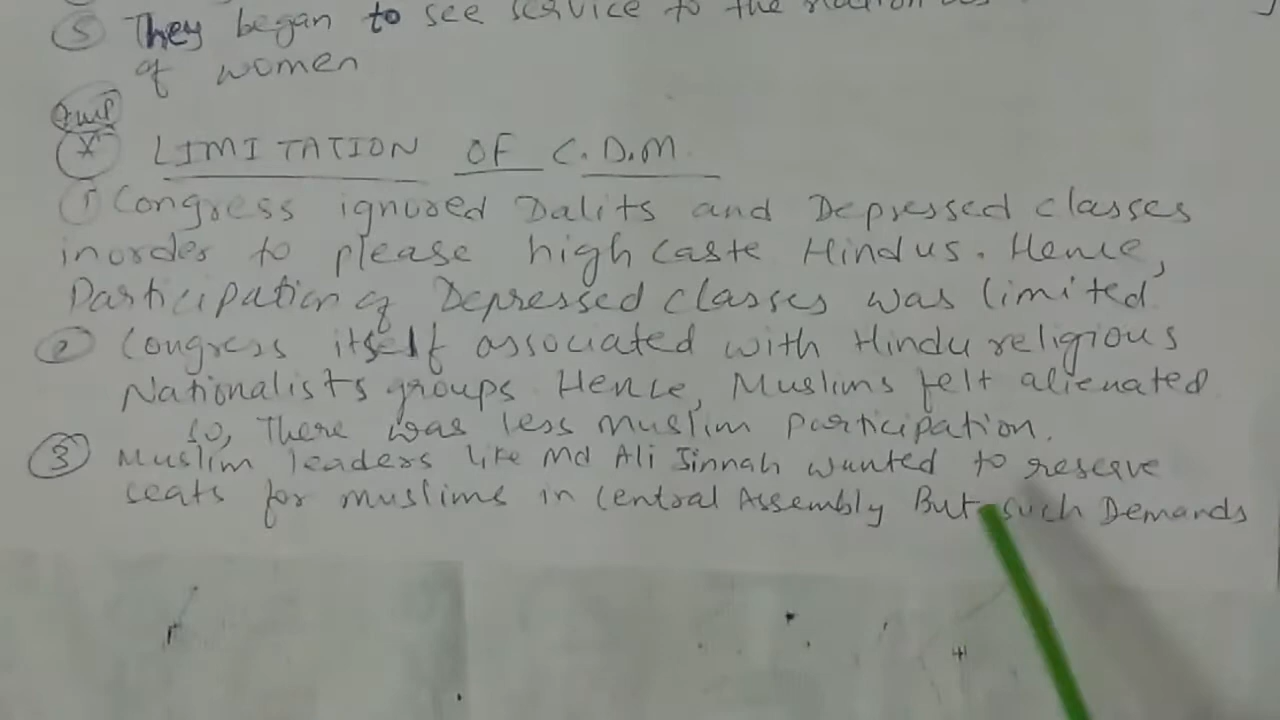 ⑤ They began to see service to the nation
of women
Imp
* LIMITATION OF C.D.M
① Congress ignored Dalits and Depressed classes
inorder to please high caste Hindus. Hence,
Participation of Depressed classes was limited
② Congress itself associated with Hindu religious
Nationalists groups. Hence, Muslims felt alienated
so, There was less muslim participation.
③ Muslim leaders like Md Ali Jinnah wanted to reserve
seats for muslims in Central Assembly But such Demands